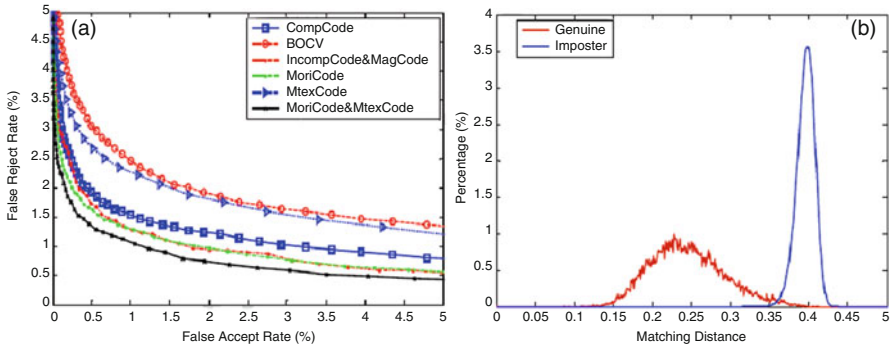 (a)
CompCode
BOCV
IncompCode&MagCode
MoriCode
MtexCode
MoriCode&MtexCode
False Reject Rate (%)
5
4.5
4
3.5
3
2.5
2
1.5
1
0.5
0
0 0.5 1 1.5 2 2.5 3 3.5 4 4.5 5
False Accept Rate (%)
(b)
Genuine
Imposter
Percentage (%)
4
3.5
3
2.5
2
1.5
1
0.5
0
0 0.05 0.1 0.15 0.2 0.25 0.30 0.35 0.4 0.45 5
Matching Distance